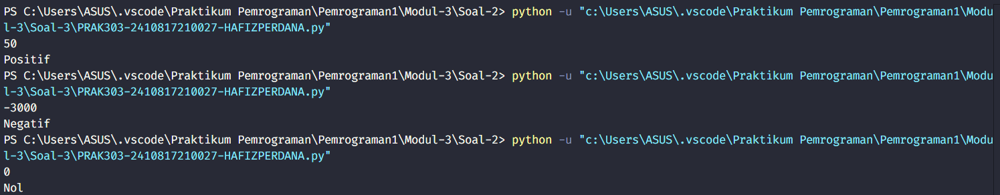 PS C:\Users\ASUS\.vscode\Praktikum Pemrograman\Pemrograman1\Modul-3\Soal-2> python -u "c:\Users\ASUS\.vscode\Praktikum Pemrograman\Pemrograman1\Modu
l-3\Soal-3\PRAK303-2410817210027-HAFIZPERDANA.py"
50
Positif
PS C:\Users\ASUS\.vscode\Praktikum Pemrograman\Pemrograman1\Modul-3\Soal-2> python -u "c:\Users\ASUS\.vscode\Praktikum Pemrograman\Pemrograman1\Modu
l-3\Soal-3\PRAK303-2410817210027-HAFIZPERDANA.py"
-3000
Negatif
PS C:\Users\ASUS\.vscode\Praktikum Pemrograman\Pemrograman1\Modul-3\Soal-2> python -u "c:\Users\ASUS\.vscode\Praktikum Pemrograman\Pemrograman1\Modu
l-3\Soal-3\PRAK303-2410817210027-HAFIZPERDANA.py"
0
Nol